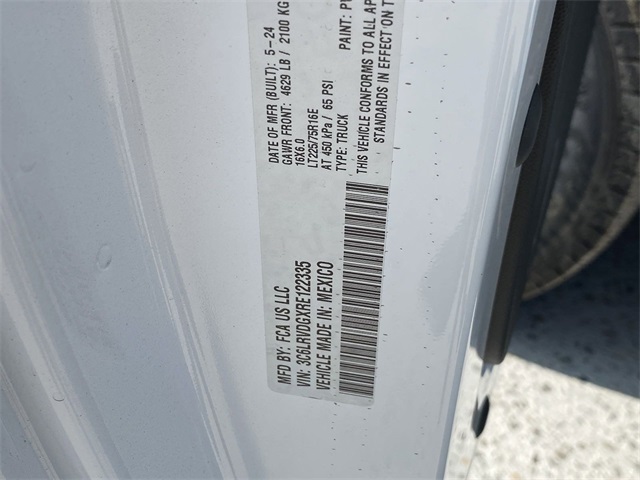 MFD BY: FCA US LLC
DATE OF MFR (BUILT): 5-24
VIN: 3C6LRVDGXRE122335
GAWR FRONT: 4629 LB / 2100 KG
VEHICLE MADE IN: MEXICO
16X6.0
LT225/75R16E
AT 450 kPa / 65 PSI
TYPE: TRUCK
PAINT:
THIS VEHICLE CONFORMS TO ALL
STANDARDS IN EFFECT ON